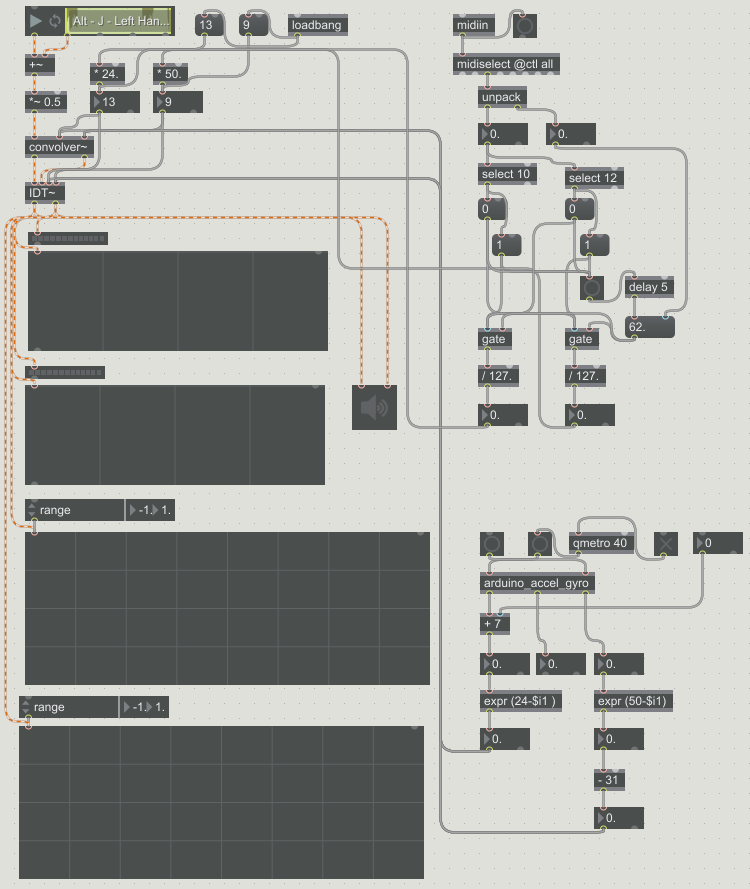 Alt - J - Left Han...
13
9
loadbang
midiin
+~
* 24.
* 50.
midiselect @ctl all
*~ 0.5
13
9
unpack
0.
0.
convolver~
select 10
select 12
IDT~
0
0
1
1
delay 5
62.
gate
gate
/ 127.
/ 127.
0.
0.
range
-1.
1.
qmetro 40
0
arduino_accel_gyro
+ 7
0.
0.
0.
range
-1.
1.
expr (24-$i1 )
expr (50-$i1)
0.
0.
- 31
0.